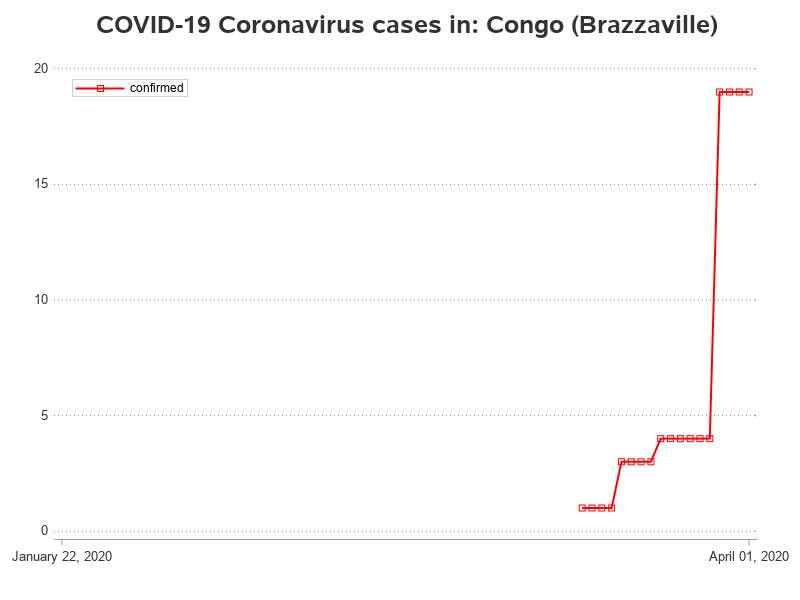 COVID-19 Coronavirus cases in: Congo (Brazzaville)
20
confirmed
15
10
5
0
January 22, 2020
April 01, 2020